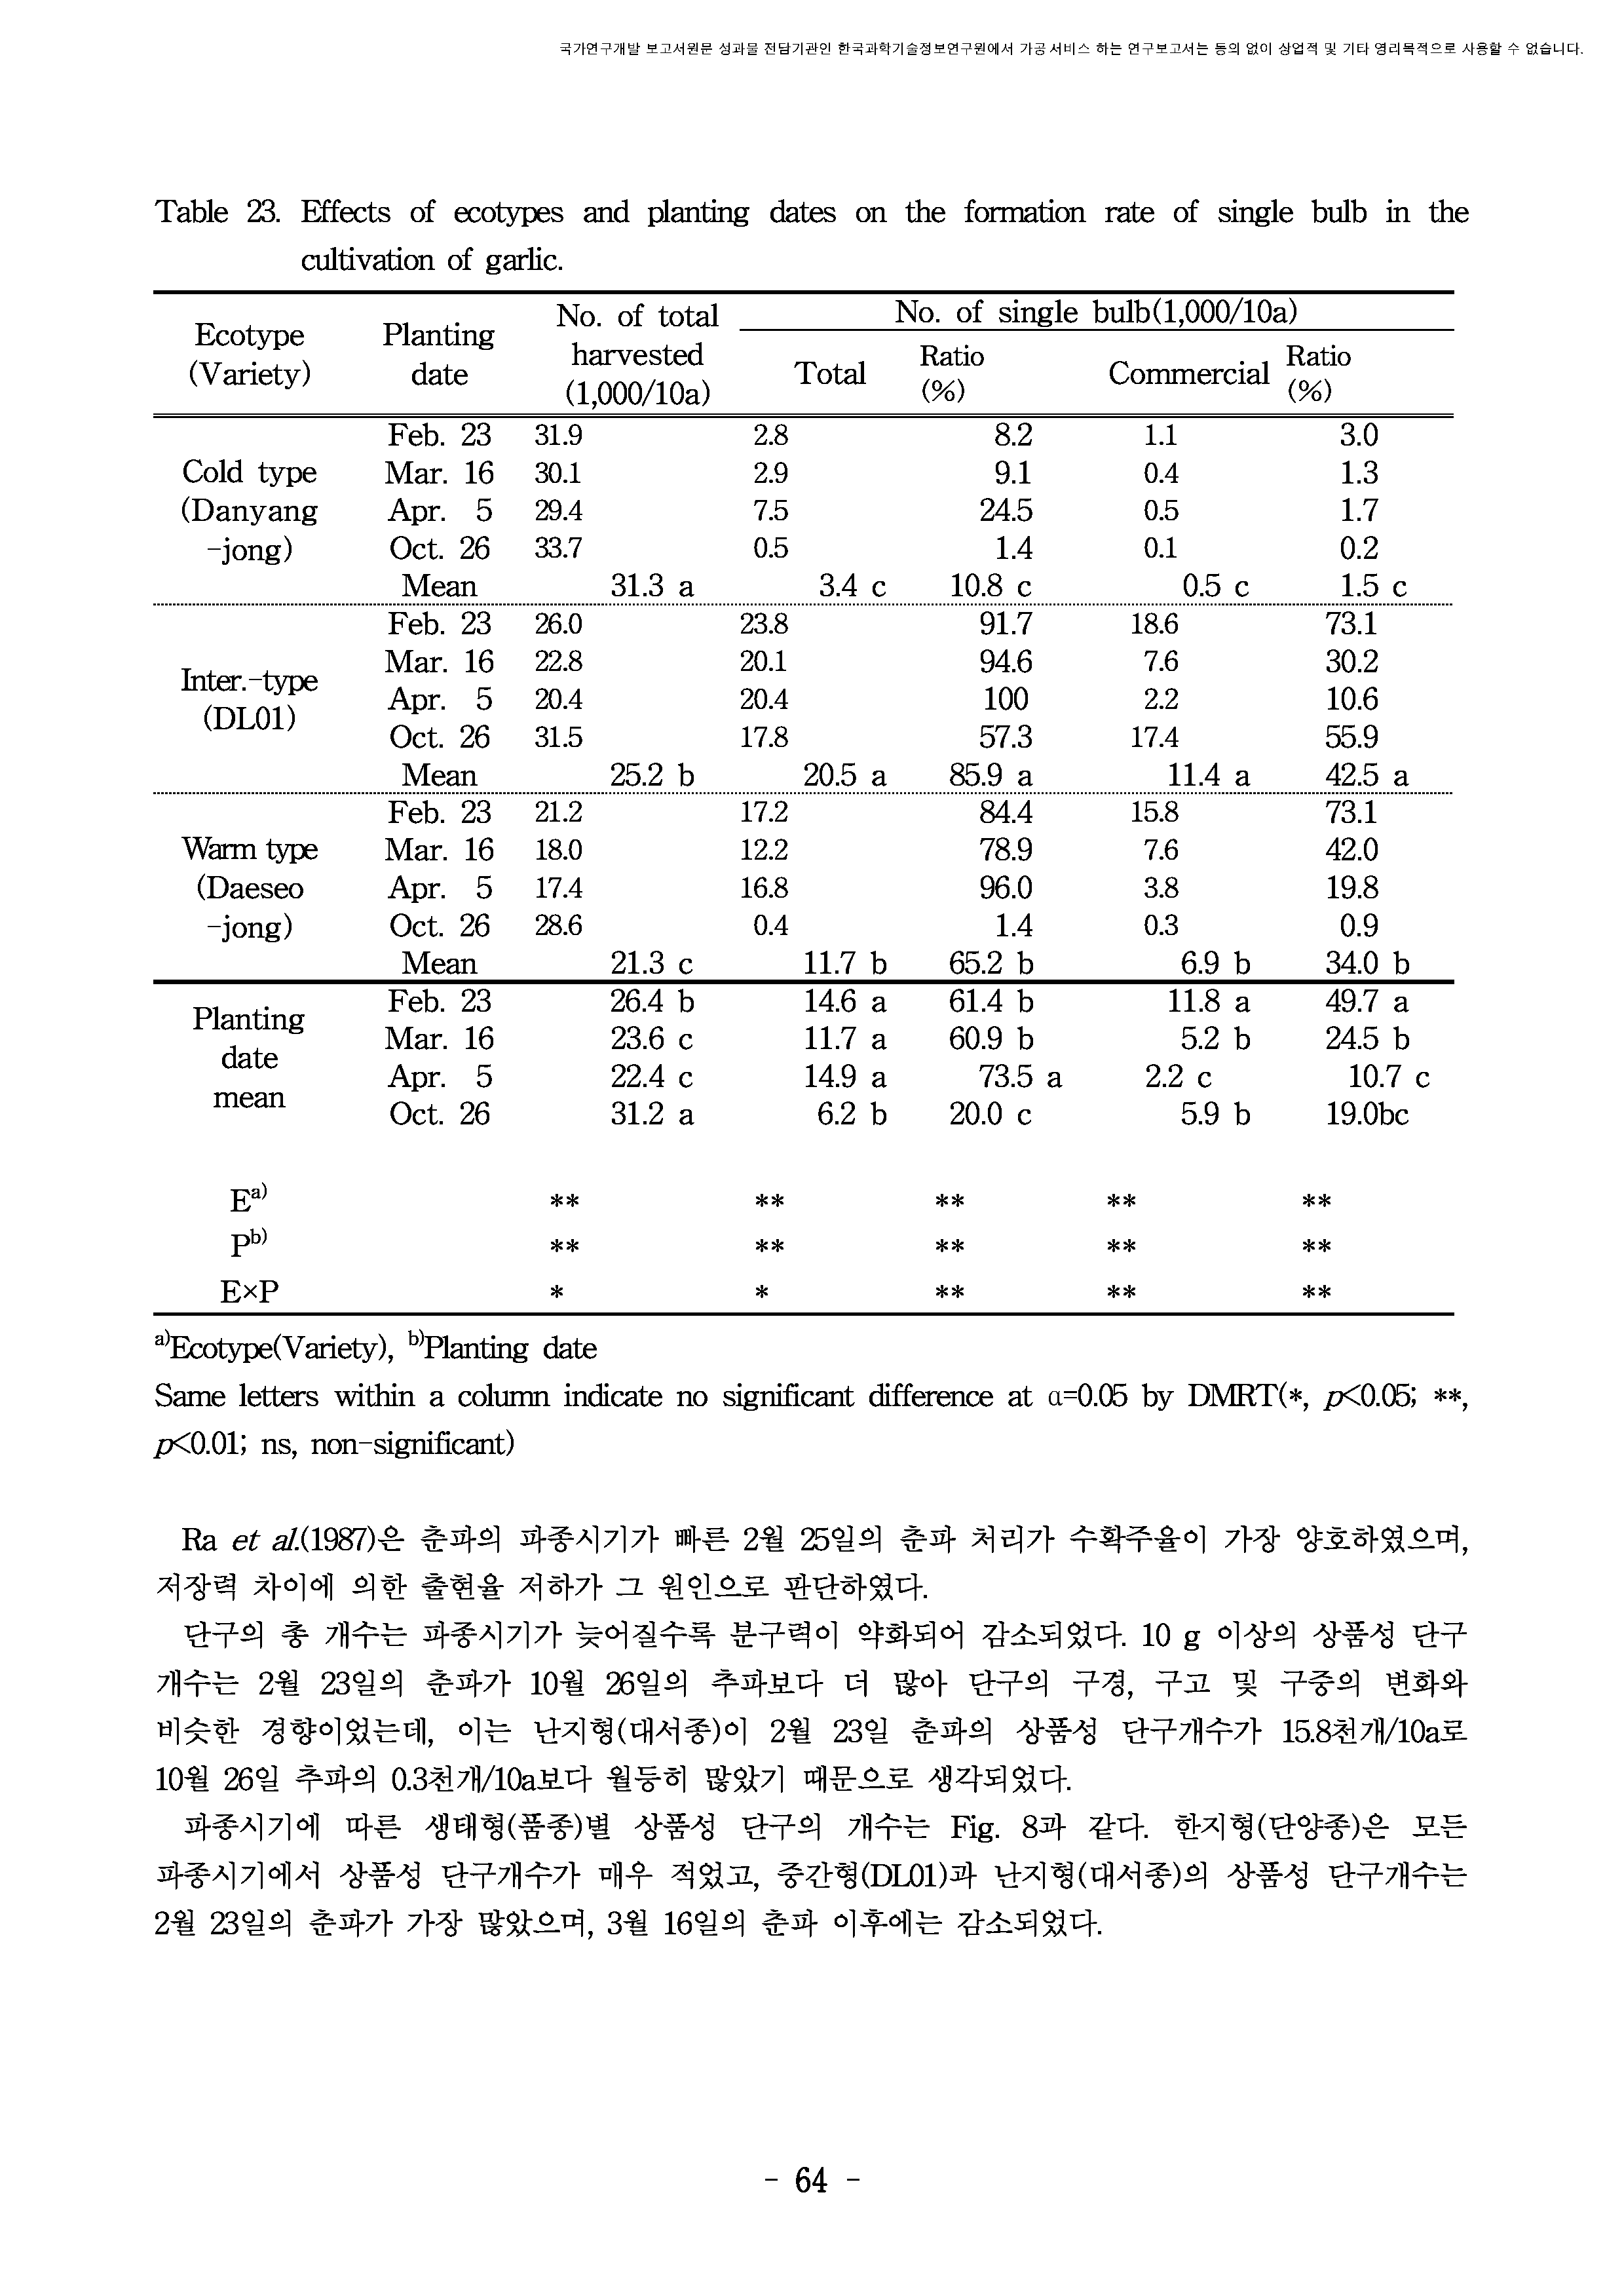 국가연구개발 보고서원문 성과물 전담기관인 한국과학기술정보연구원에서 가공·서비스 하는 연구보고서는 동의 없이 상업적 및 기타 영리목적으로 사용할 수 없습니다.
Table 23. Effects of ecotypes and planting dates on the formation rate of single bulb in the
cultivation of garlic.
Ecotype (Variety) Planting date No. of total harvested (1,000/10a) No. of single bulb(1,000/10a)
Total Ratio (%) Commercial Ratio (%)
Cold type (Danyang -jong)
Feb. 23 31.9 2.8 8.2 1.1 3.0
Mar. 16 30.1 2.9 9.1 0.4 1.3
Apr. 5 29.4 7.5 24.5 0.5 1.7
Oct. 26 33.7 0.5 1.4 0.1 0.2
Mean 31.3 a 3.4 c 10.8 c 0.5 c 1.5 c
Inter.-type (DL01)
Feb. 23 26.0 23.8 91.7 18.6 73.1
Mar. 16 22.8 20.1 94.6 7.6 30.2
Apr. 5 20.4 20.4 100 2.2 10.6
Oct. 26 31.5 17.8 57.3 17.4 55.9
Mean 25.2 b 20.5 a 85.9 a 11.4 a 42.5 a
Warm type (Daeseo -jong)
Feb. 23 21.2 17.2 84.4 15.8 73.1
Mar. 16 18.0 12.2 78.9 7.6 42.0
Apr. 5 17.4 16.8 96.0 3.8 19.8
Oct. 26 28.6 0.4 1.4 0.3 0.9
Mean 21.3 c 11.7 b 65.2 b 6.9 b 34.0 b
Planting date mean
Feb. 23 26.4 b 14.6 a 61.4 b 11.8 a 49.7 a
Mar. 16 23.6 c 11.7 a 60.9 b 5.2 b 24.5 b
Apr. 5 22.4 c 14.9 a 73.5 a 2.2 c 10.7 c
Oct. 26 31.2 a 6.2 b 20.0 c 5.9 b 19.0bc
E^a) ** ** ** ** **
P^b) ** ** ** ** **
E×P * * ** ** **
a)Ecotype(Variety), b)Planting date
Same letters within a column indicate no significant difference at α=0.05 by DMRT(*, p<0.05; **,
p<0.01; ns, non-significant)
Ra et al.(1987)은 춘파의 파종시기가 빠른 2월 25일의 춘파 처리가 수확주율이 가장 양호하였으며,
저장력 차이에 의한 출현율 저하가 그 원인으로 판단하였다.
단구의 총 개수는 파종시기가 늦어질수록 분구력이 약화되어 감소되었다. 10 g 이상의 상품성 단구
개수는 2월 23일의 춘파가 10월 26일의 추파보다 더 많아 단구의 구경, 구고 및 구중의 변화와
비슷한 경향이었는데, 이는 난지형(대서종)이 2월 23일 춘파의 상품성 단구개수가 15.8천개/10a로
10월 26일 추파의 0.3천개/10a보다 월등히 많았기 때문으로 생각되었다.
파종시기에 따른 생태형(품종)별 상품성 단구의 개수는 Fig. 8과 같다. 한지형(단양종)은 모든
파종시기에서 상품성 단구개수가 매우 적었고, 중간형(DL01)과 난지형(대서종)의 상품성 단구개수는
2월 23일의 춘파가 가장 많았으며, 3월 16일의 춘파 이후에는 감소되었다.
- 64 -